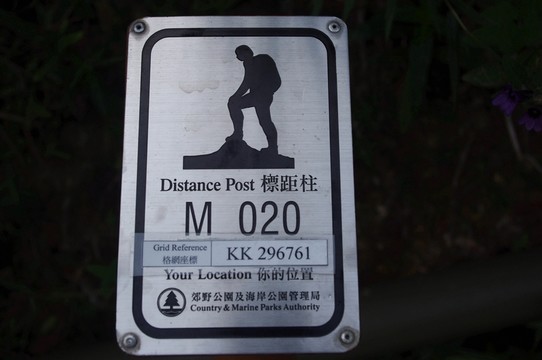 Distance Post 標距柱
M 020
Grid Reference
格網座標
KK 296761
Your Location 你的位置
郊野公園及海岸公園管理局
Country & Marine Parks Authority